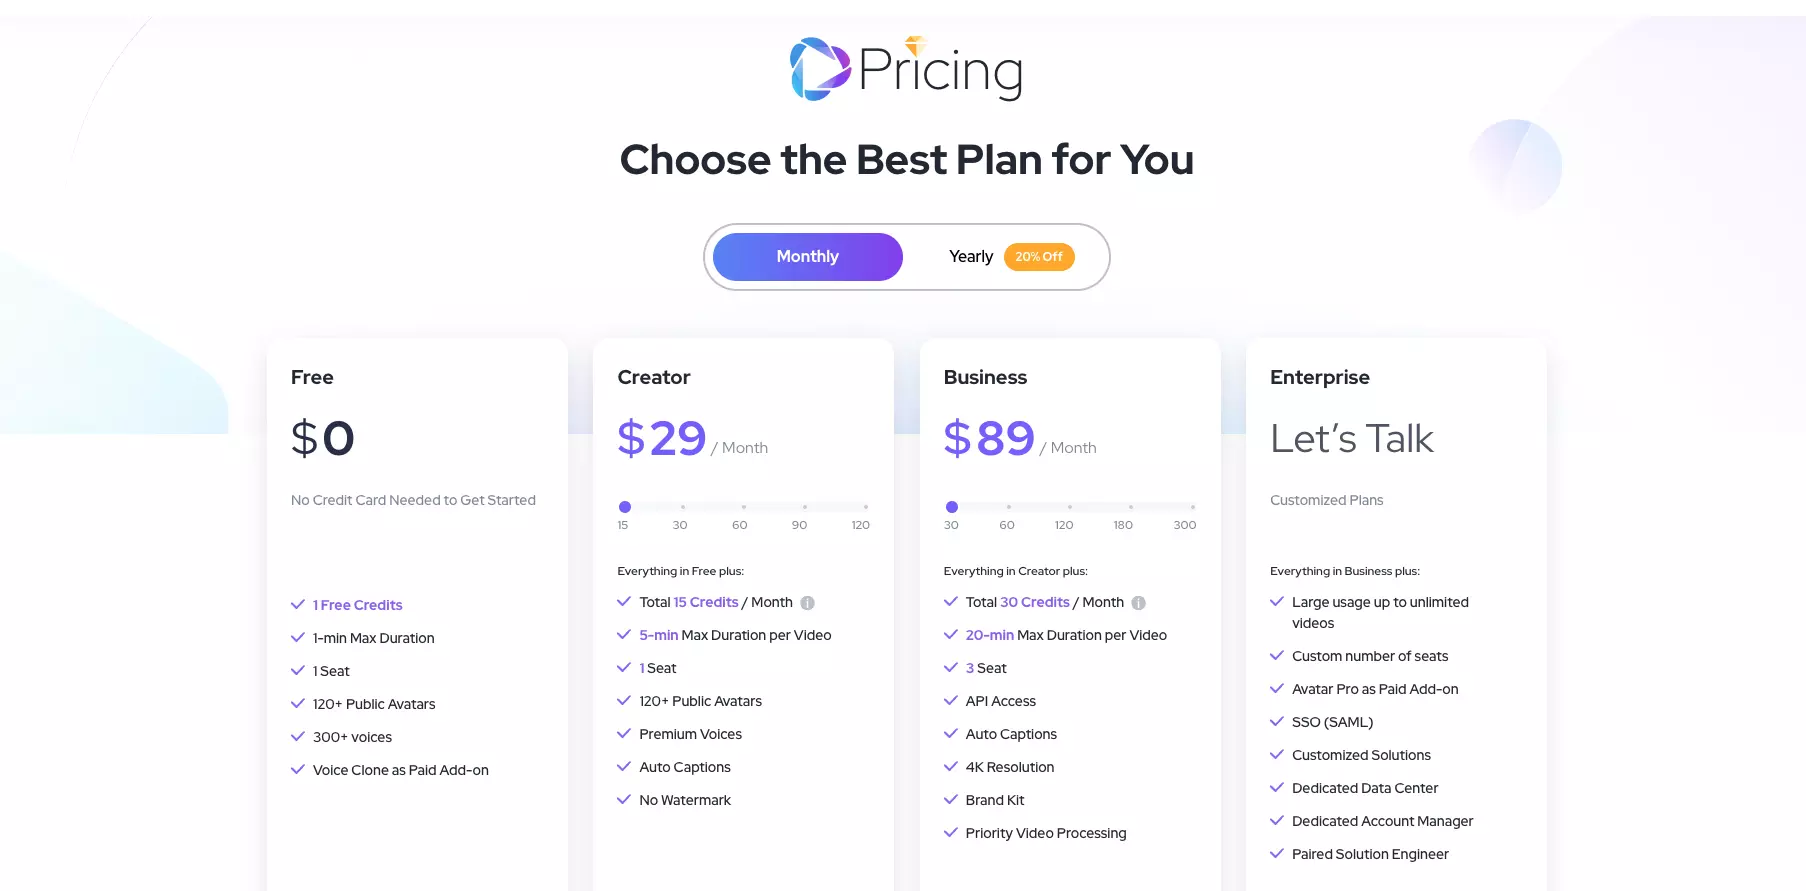 Pricing
Choose the Best Plan for You
Monthly
Yearly 20% Off
Free
$0
No Credit Card Needed to Get Started
1 Free Credits
1-min Max Duration
1 Seat
120+ Public Avatars
300+ voices
Voice Clone as Paid Add-on
Creator
$29 / Month
15 30 60 90 120
Everything in Free plus:
Total 15 Credits / Month
5-min Max Duration per Video
1 Seat
120+ Public Avatars
Premium Voices
Auto Captions
No Watermark
Business
$89 / Month
30 60 120 180 300
Everything in Creator plus:
Total 30 Credits / Month
20-min Max Duration per Video
3 Seat
API Access
Auto Captions
4K Resolution
Brand Kit
Priority Video Processing
Enterprise
Let’s Talk
Customized Plans
Everything in Business plus:
Large usage up to unlimited
videos
Custom number of seats
Avatar Pro as Paid Add-on
SSO (SAML)
Customized Solutions
Dedicated Data Center
Dedicated Account Manager
Paired Solution Engineer